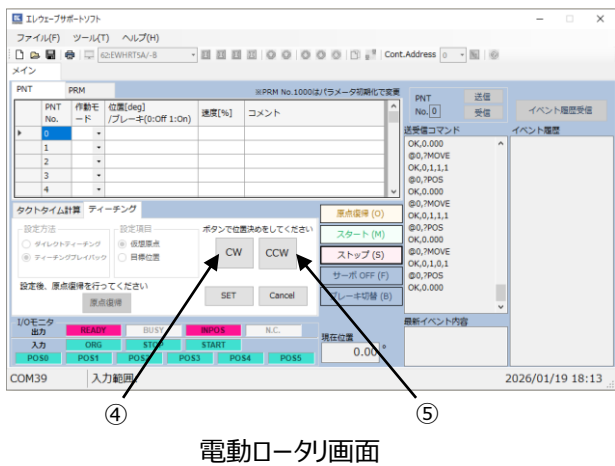 エレウェーブサポートソフト
ファイル(F) ツール(T) ヘルプ(H)
62:EWHRT5A/-B Cont.Address 0
メイン
PNT PRM ※PRM No.1000はパラメータ初期化で変更
PNT No. 作動モード 位置[deg] /ブレーキ(0:Off 1:On) 速度[%] コメント
0
1
2
3
4
PNT No. 0 送信 受信 イベント履歴受信
送受信コマンド
OK,0.000
@0,?MOVE
OK,0,1,1,1
@0,?POS
OK,0.000
@0,?MOVE
OK,0,1,1,1
@0,?POS
OK,0.000
@0,?MOVE
OK,0,1,0,1
@0,?POS
OK,0.000
イベント履歴
最新イベント内容
タクトタイム計算 ティーチング
設定方法 設定項目 ボタンで位置決めをしてください
ダイレクトティーチング 仮想原点
ティーチングプレイバック 目標位置
CW CCW
設定後、原点復帰を行ってください
原点復帰 SET Cancel
原点復帰 (O)
スタート (M)
ストップ (S)
サーボ OFF (F)
ブレーキ切替 (B)
I/Oモニタ
出力 READY BUSY INPOS N.C.
入力 ORG STOP START
POS0 POS1 POS2 POS3 POS4 POS5
現在位置
0.00 °
COM39 入力範囲: 2026/01/19 18:13
④ ⑤
電動ロータリ画面